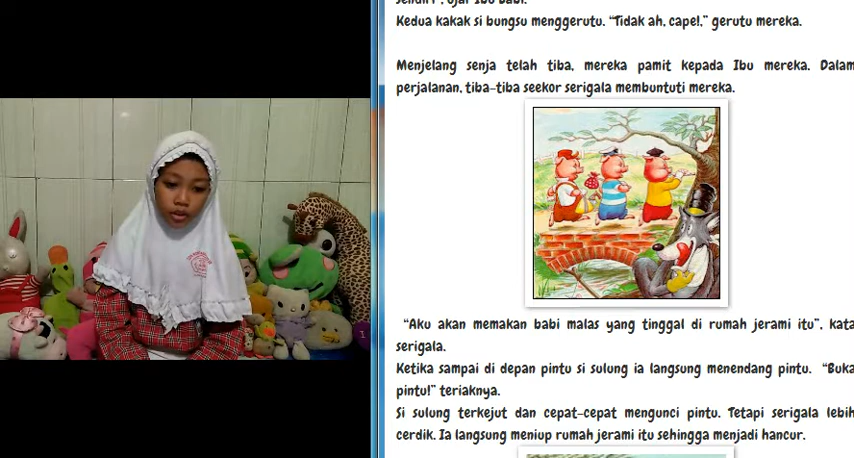 Kedua kakak si bungsu menggerutu. “Tidak ah, cape!,” gerutu mereka.
Menjelang senja telah tiba, mereka pamit kepada Ibu mereka. Dalam
perjalanan, tiba-tiba seekor serigala membuntuti mereka.
“Aku akan memakan babi malas yang tinggal di rumah jerami itu”, kata
serigala.
Ketika sampai di depan pintu si sulung ia langsung menendang pintu. “Buka
pintu!” teriaknya.
Si sulung terkejut dan cepat-cepat mengunci pintu. Tetapi serigala lebih
cerdik. Ia langsung meniup rumah jerami itu sehingga menjadi hancur.